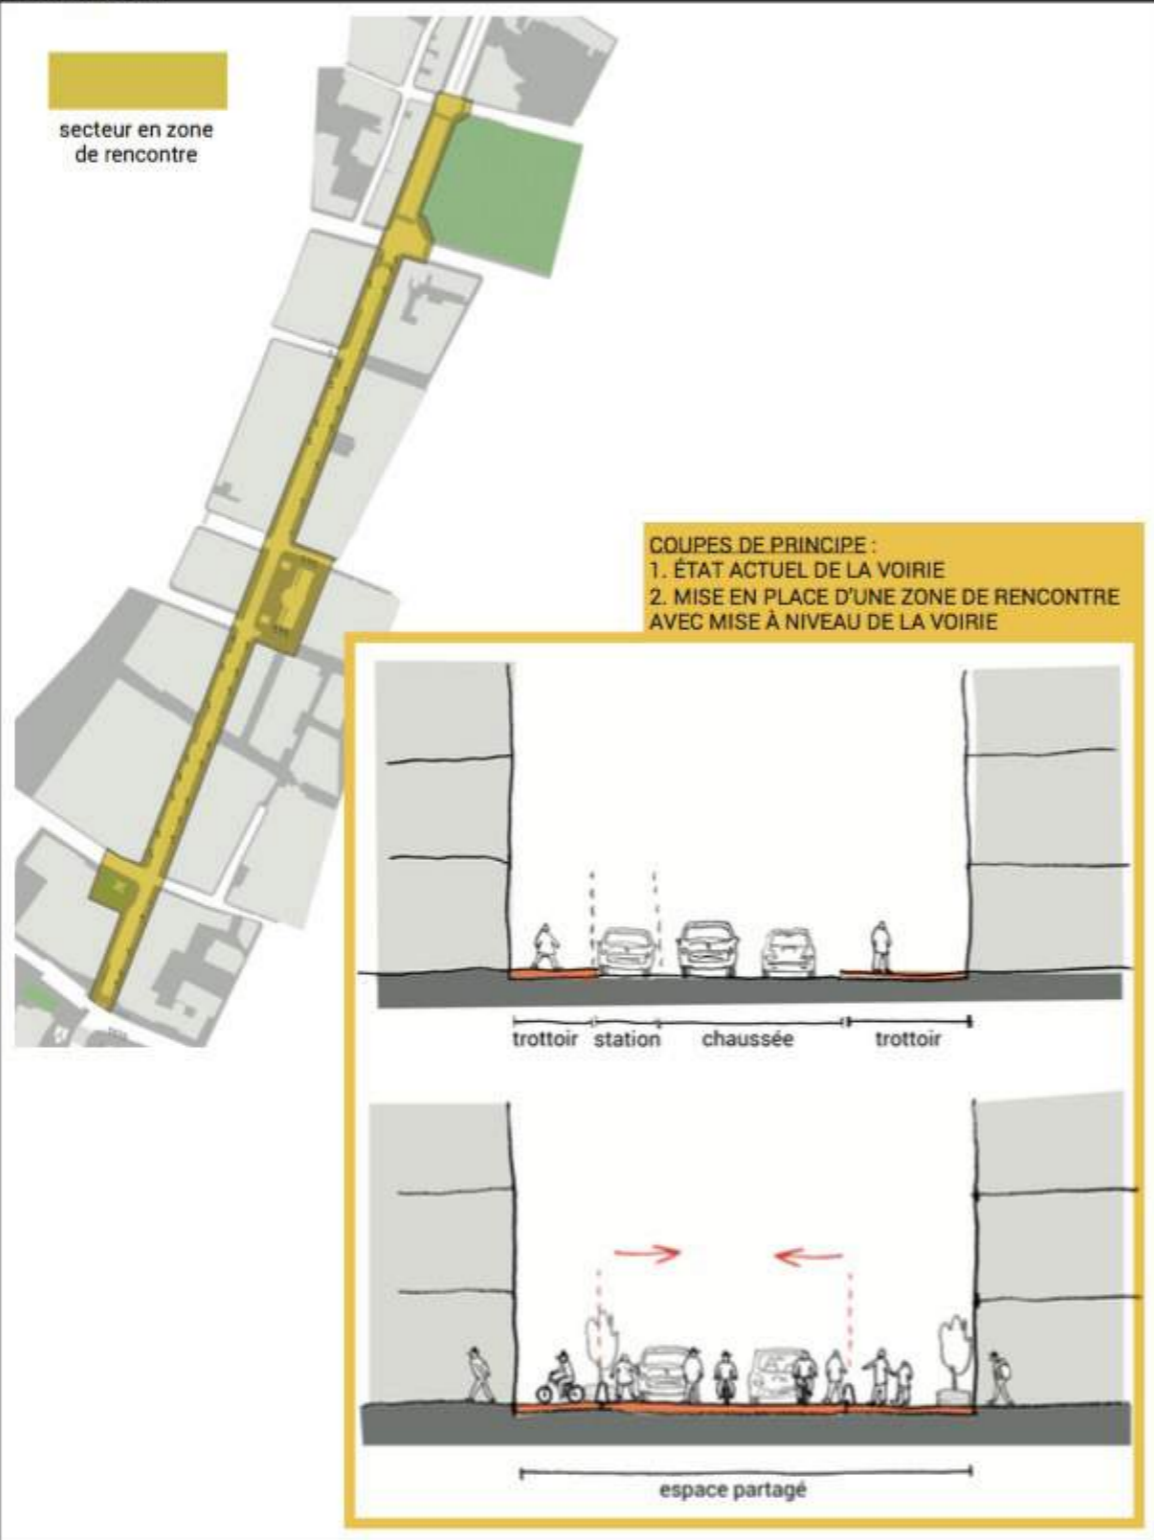 secteur en zone
de rencontre
COUPES DE PRINCIPE :
1. ÉTAT ACTUEL DE LA VOIRIE
2. MISE EN PLACE D'UNE ZONE DE RENCONTRE
AVEC MISE À NIVEAU DE LA VOIRIE
trottoir station chaussée trottoir
espace partagé